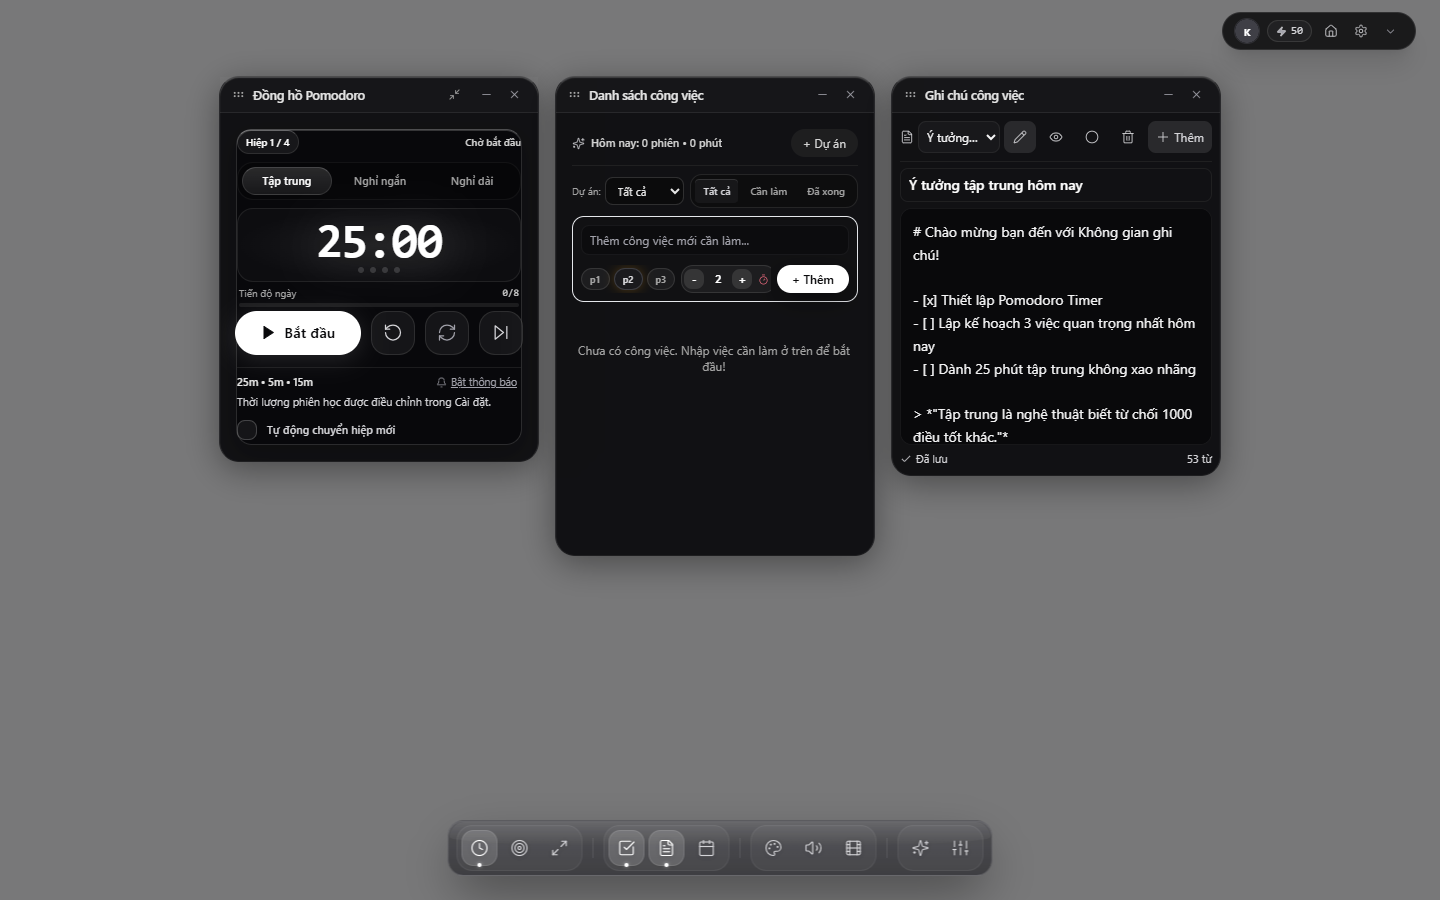 K
50
Đồng hồ Pomodoro
Hiệp 1 / 4
Chờ bắt đầu
Tập trung
Nghỉ ngắn
Nghỉ dài
25:00
Tiến độ ngày
0/8
Bắt đầu
25m • 5m • 15m
Bật thông báo
Thời lượng phiên học được điều chỉnh trong Cài đặt.
Tự động chuyển hiệp mới
Danh sách công việc
Hôm nay: 0 phiên • 0 phút
+ Dự án
Dự án:
Tất cả
Tất cả
Cần làm
Đã xong
Thêm công việc mới cần làm...
p1
p2
p3
-
2
+
+ Thêm
Chưa có công việc. Nhập việc cần làm ở trên để bắt
đầu!
Ghi chú công việc
Ý tưởng...
Thêm
Ý tưởng tập trung hôm nay
# Chào mừng bạn đến với Không gian ghi
chú!
- [x] Thiết lập Pomodoro Timer
- [ ] Lập kế hoạch 3 việc quan trọng nhất hôm
nay
- [ ] Dành 25 phút tập trung không xao nhãng
> *"Tập trung là nghệ thuật biết từ chối 1000
điều tốt khác."*
Đã lưu
53 từ